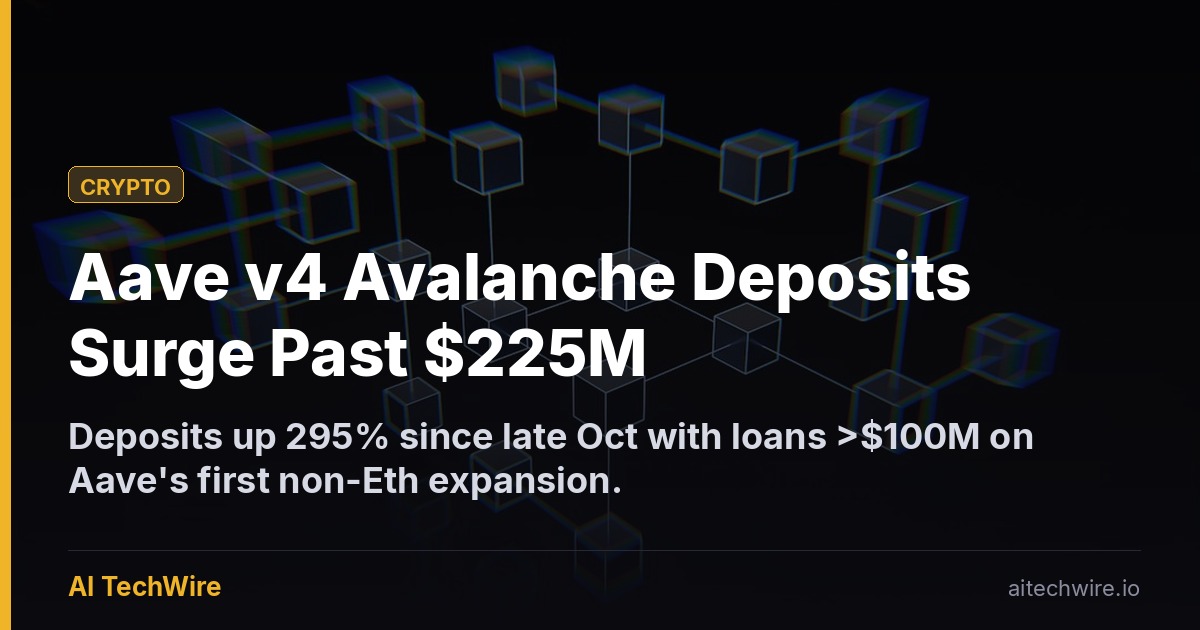 CRYPTO
Aave v4 Avalanche Deposits
Surge Past $225M
Deposits up 295% since late Oct with loans >$100M on
Aave's first non-Eth expansion.
AI TechWire
aitechwire.io